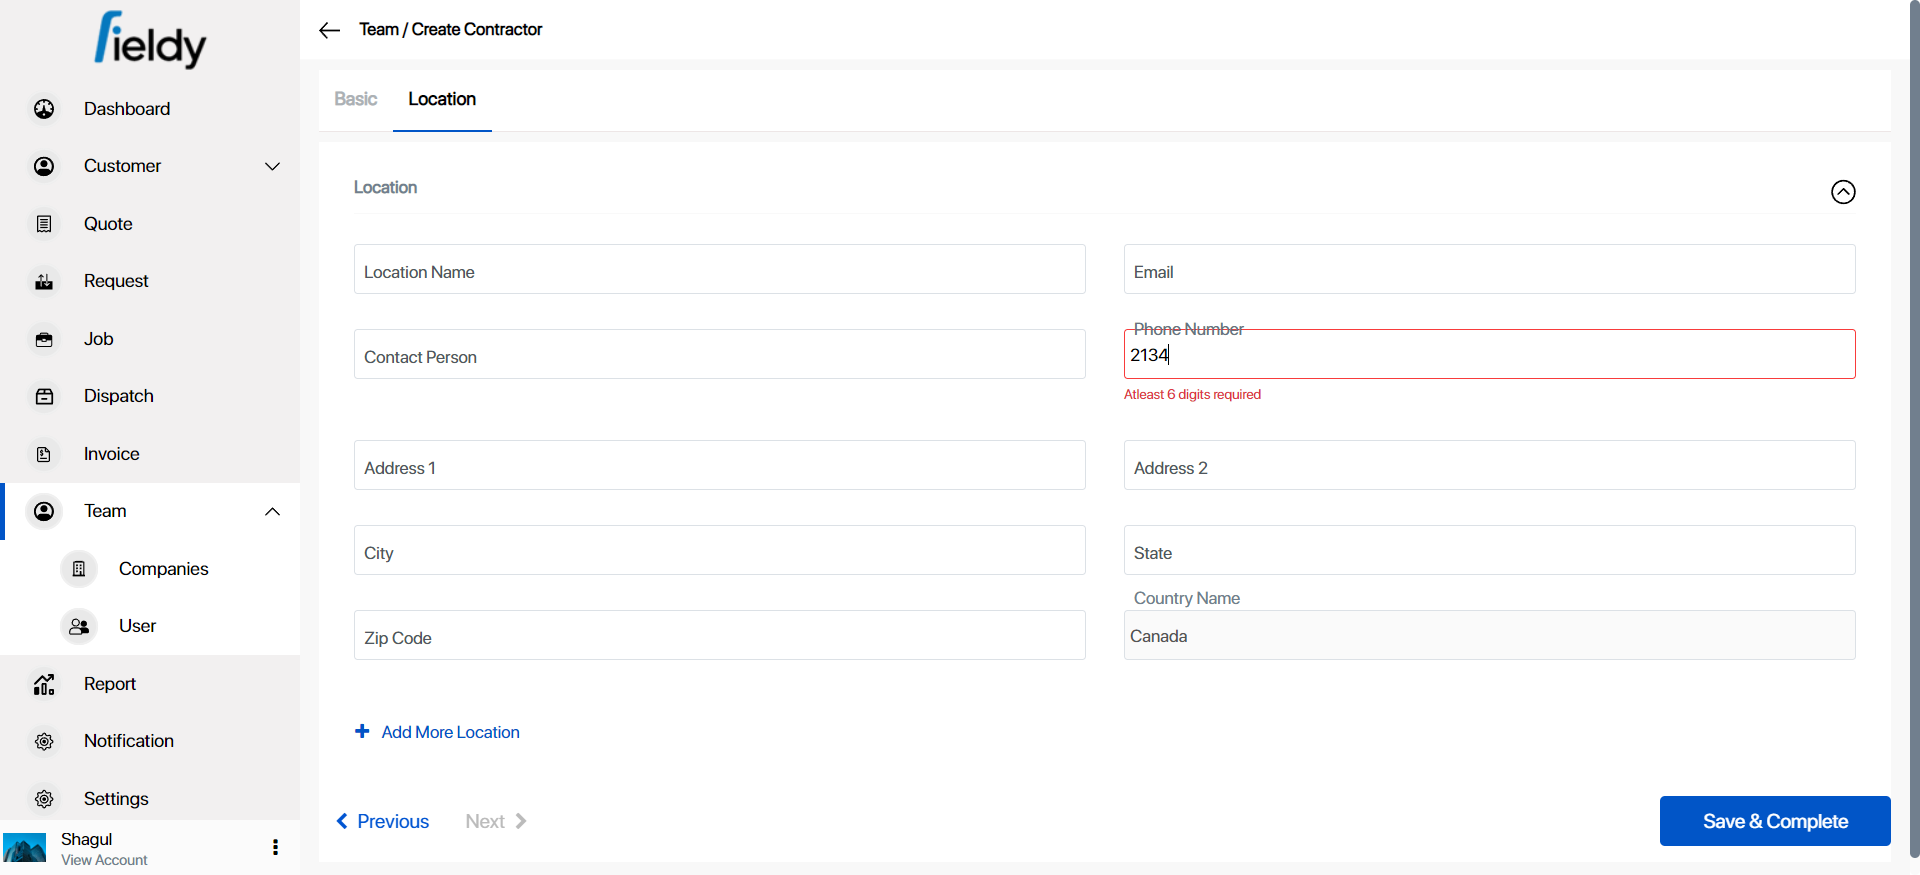 fieldy
Dashboard
Customer
Quote
Request
Job
Dispatch
Invoice
Team
Companies
User
Report
Notification
Settings
Shagul
View Account
Team / Create Contractor
Basic
Location
Location
Location Name
Email
Contact Person
Phone Number
2134
Atleast 6 digits required
Address 1
Address 2
City
State
Zip Code
Country Name
Canada
+ Add More Location
Previous
Next
Save & Complete